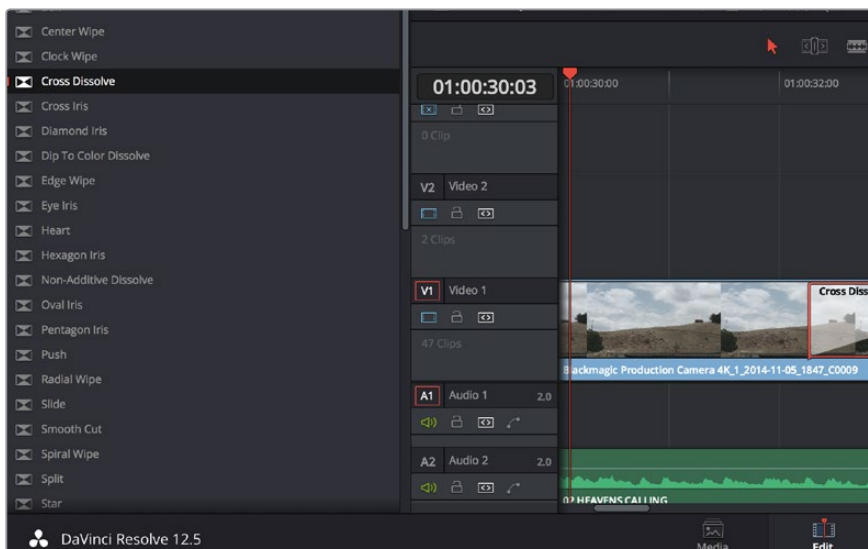 Center Wipe
Clock Wipe
Cross Dissolve
Cross Iris
Diamond Iris
Dip To Color Dissolve
Edge Wipe
Eye Iris
Heart
Hexagon Iris
Non-Additive Dissolve
Oval Iris
Pentagon Iris
Push
Radial Wipe
Slide
Smooth Cut
Spiral Wipe
Split
Star
01:00:30:03
01:00:30:00
01:00:32:00
0 Clip
V2 Video 2
2 Clips
V1 Video 1
47 Clips
Cross Diss
Blackmagic Production Camera 4K_1_2014-11-05_1847_C0009
A1 Audio 1 2.0
A2 Audio 2 2.0
02 HEAVENS CALLING
DaVinci Resolve 12.5
Media
Edit